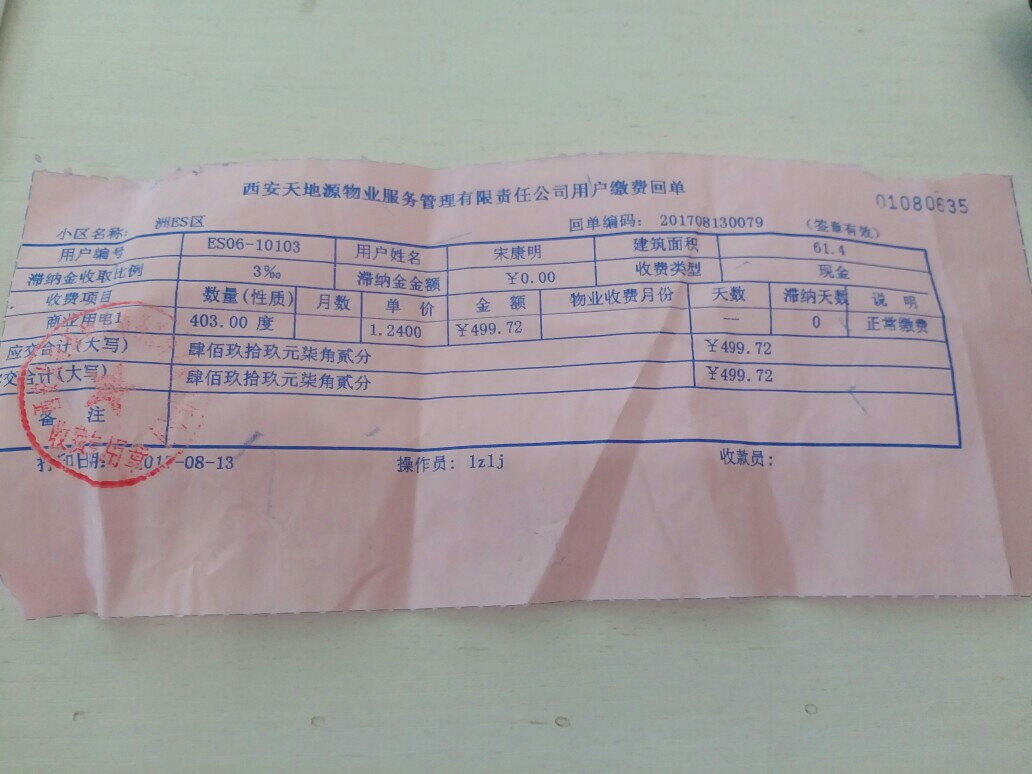 西安天地源物业服务管理有限责任公司用户缴费回单
01080635
小区名称: 洲ES区 回单编码: 201708130079 (签章有效)
用户编号 ES06-10103 用户姓名 宋康明 建筑面积 61.4
滞纳金收取比例 3‰ 滞纳金金额 ¥0.00 收费类型 现金
收费项目 数量(性质) 月数 单 价 金 额 物业收费月份 天数 滞纳天数 说 明
商业用电1 403.00 度 1.2400 ¥499.72 -- 0 正常缴费
应交合计(大写) 肆佰玖拾玖元柒角贰分 ¥499.72
交合计(大写) 肆佰玖拾玖元柒角贰分 ¥499.72
备 注
收费专用章
打印日期: 2017-08-13 操作员: lzlj 收款员: